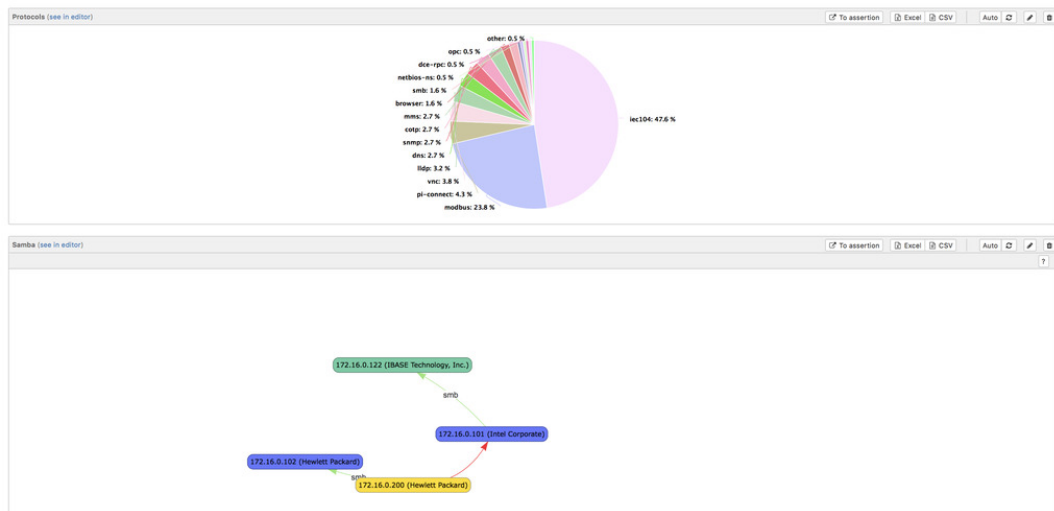 Protocols (see in editor)
To assertion Excel CSV Auto
other: 0.5 %
opc: 0.5 %
dce-rpc: 0.5 %
netbios-ns: 0.5 %
smb: 1.6 %
browser: 1.6 %
mms: 2.7 %
cotp: 2.7 %
snmp: 2.7 %
dns: 2.7 %
lldp: 3.2 %
vnc: 3.8 %
pi-connect: 4.3 %
modbus: 23.8 %
iec104: 47.6 %
Samba (see in editor)
To assertion Excel CSV Auto
?
172.16.0.122 (IBASE Technology, Inc.)
smb
172.16.0.101 (Intel Corporate)
172.16.0.102 (Hewlett Packard)
smb
172.16.0.200 (Hewlett Packard)